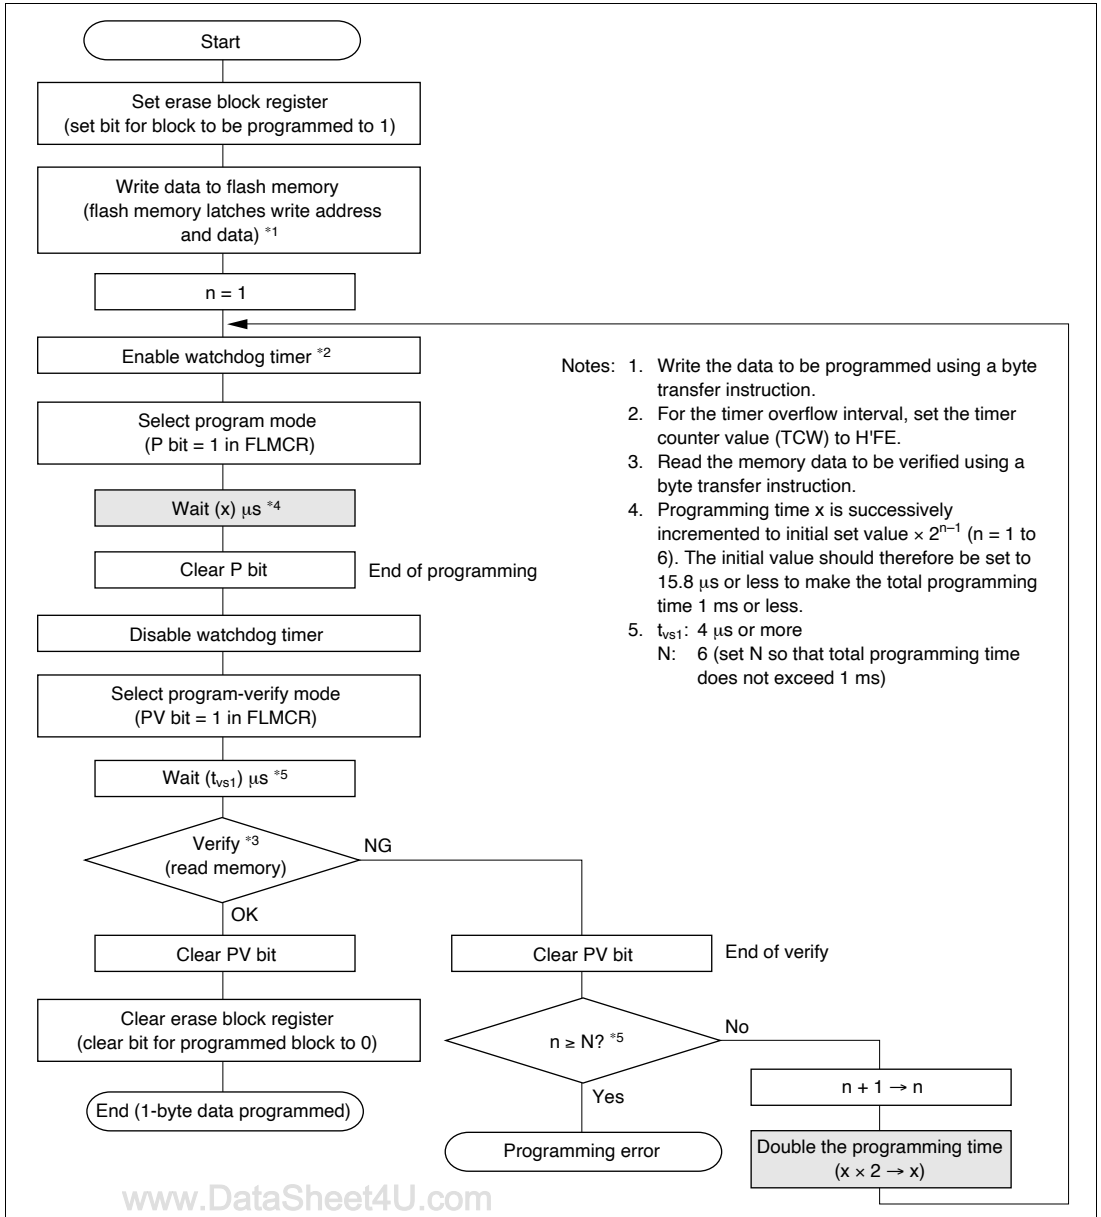 Start
Set erase block register
(set bit for block to be programmed to 1)
Write data to flash memory
(flash memory latches write address
and data) *1
n = 1
Enable watchdog timer *2
Select program mode
(P bit = 1 in FLMCR)
Wait (x) μs *4
Clear P bit
End of programming
Disable watchdog timer
Select program-verify mode
(PV bit = 1 in FLMCR)
Wait (tvs1) μs *5
Verify *3
(read memory)
NG
OK
Clear PV bit
Clear erase block register
(clear bit for programmed block to 0)
End (1-byte data programmed)
Clear PV bit
End of verify
n ≥ N? *5
No
Yes
Programming error
n + 1 → n
Double the programming time
(x × 2 → x)
Notes: 1. Write the data to be programmed using a byte
transfer instruction.
2. For the timer overflow interval, set the timer
counter value (TCW) to H'FE.
3. Read the memory data to be verified using a
byte transfer instruction.
4. Programming time x is successively
incremented to initial set value × 2^n–1 (n = 1 to
6). The initial value should therefore be set to
15.8 μs or less to make the total programming
time 1 ms or less.
5. tvs1: 4 μs or more
N: 6 (set N so that total programming time
does not exceed 1 ms)
www.DataSheet4U.com